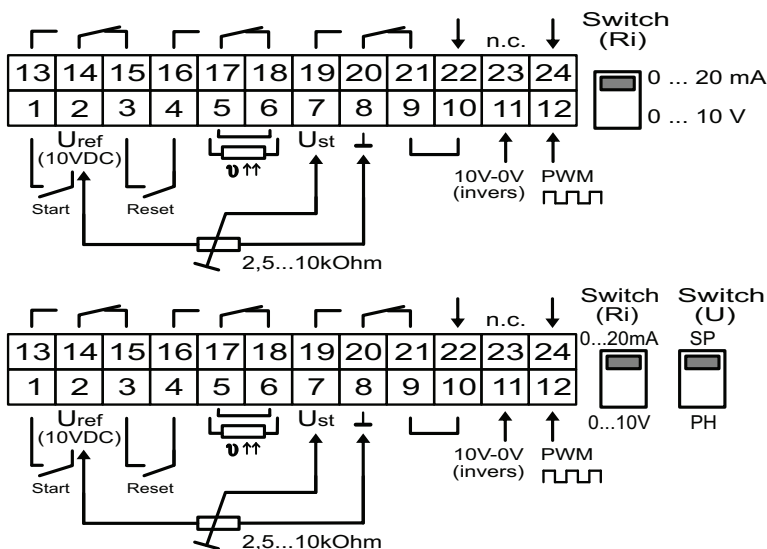 Switch
(Ri)
n.c.
13 14 15 16 17 18 19 20 21 22 23 24
0 ... 20 mA
1 2 3 4 5 6 7 8 9 10 11 12
0 ... 10 V
Uref
(10VDC)
Ust
⊥
υ ↑↑
10V-0V
(invers)
PWM
Start
Reset
2,5...10kOhm
Switch
(Ri)
Switch
(U)
n.c.
13 14 15 16 17 18 19 20 21 22 23 24
0...20mA
SP
1 2 3 4 5 6 7 8 9 10 11 12
0...10V
PH
Uref
(10VDC)
Ust
⊥
υ ↑↑
10V-0V
(invers)
PWM
Start
Reset
2,5...10kOhm